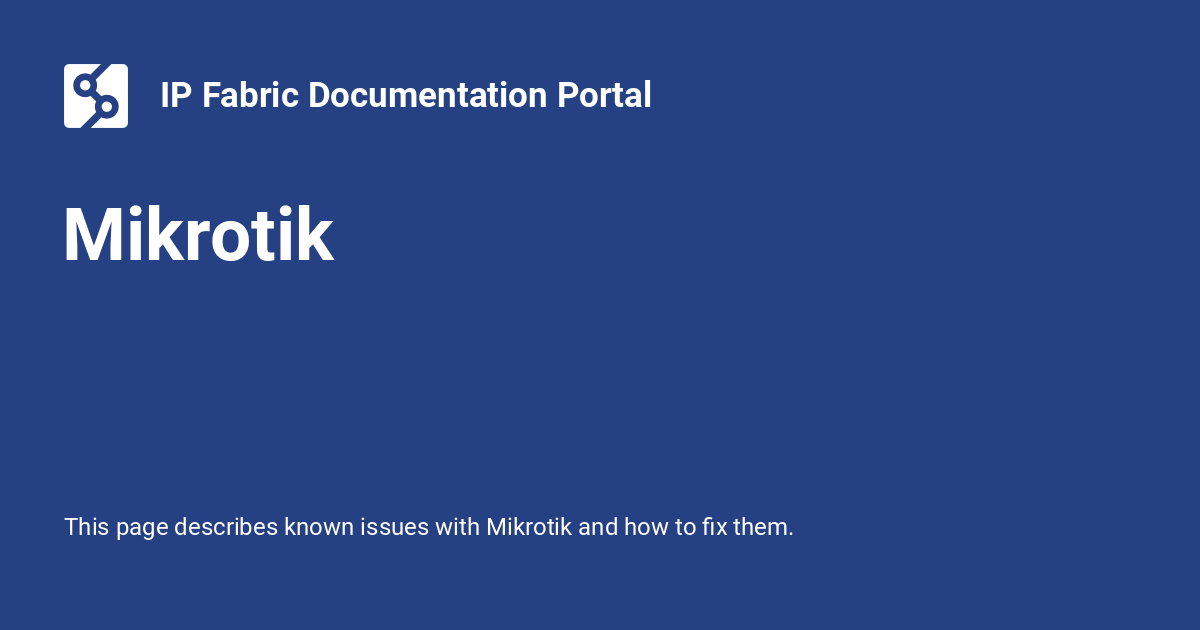 IP Fabric Documentation Portal
Mikrotik
This page describes known issues with Mikrotik and how to fix them.